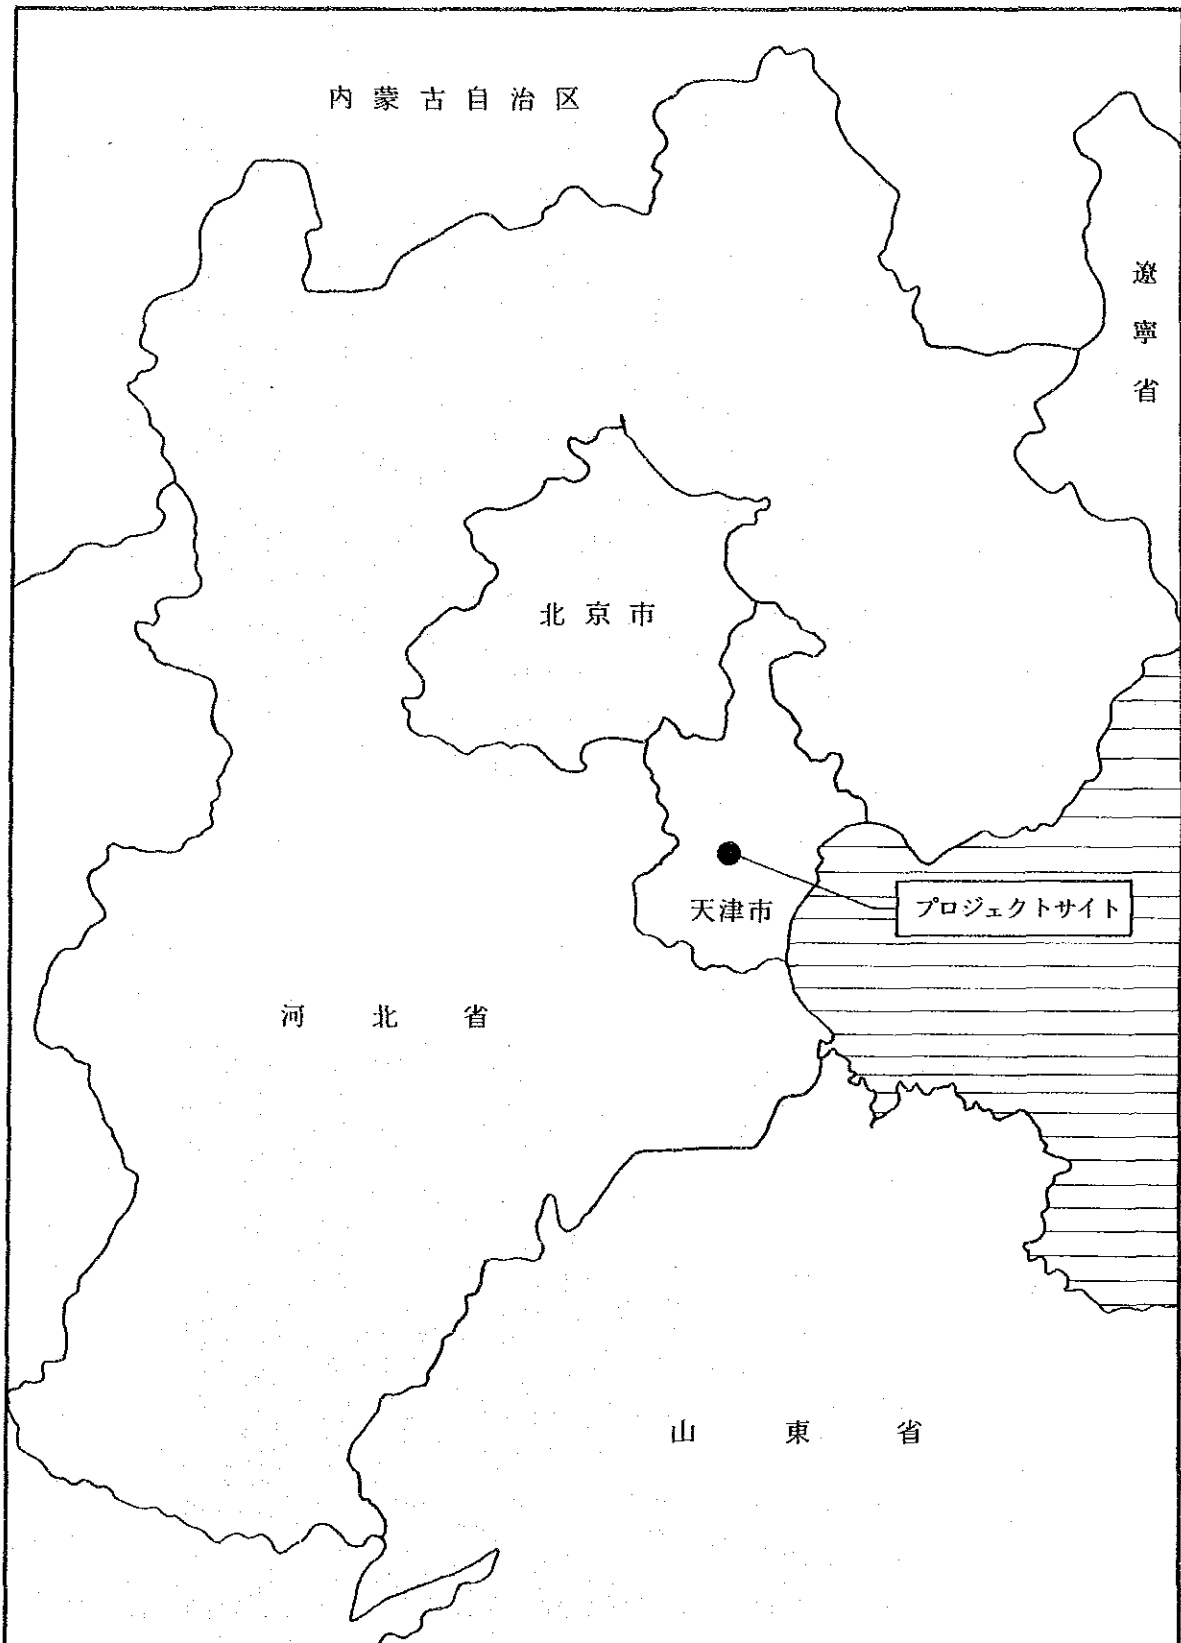 内蒙古自治区
遼寧省
北京市
天津市
プロジェクトサイト
河北省
山東省